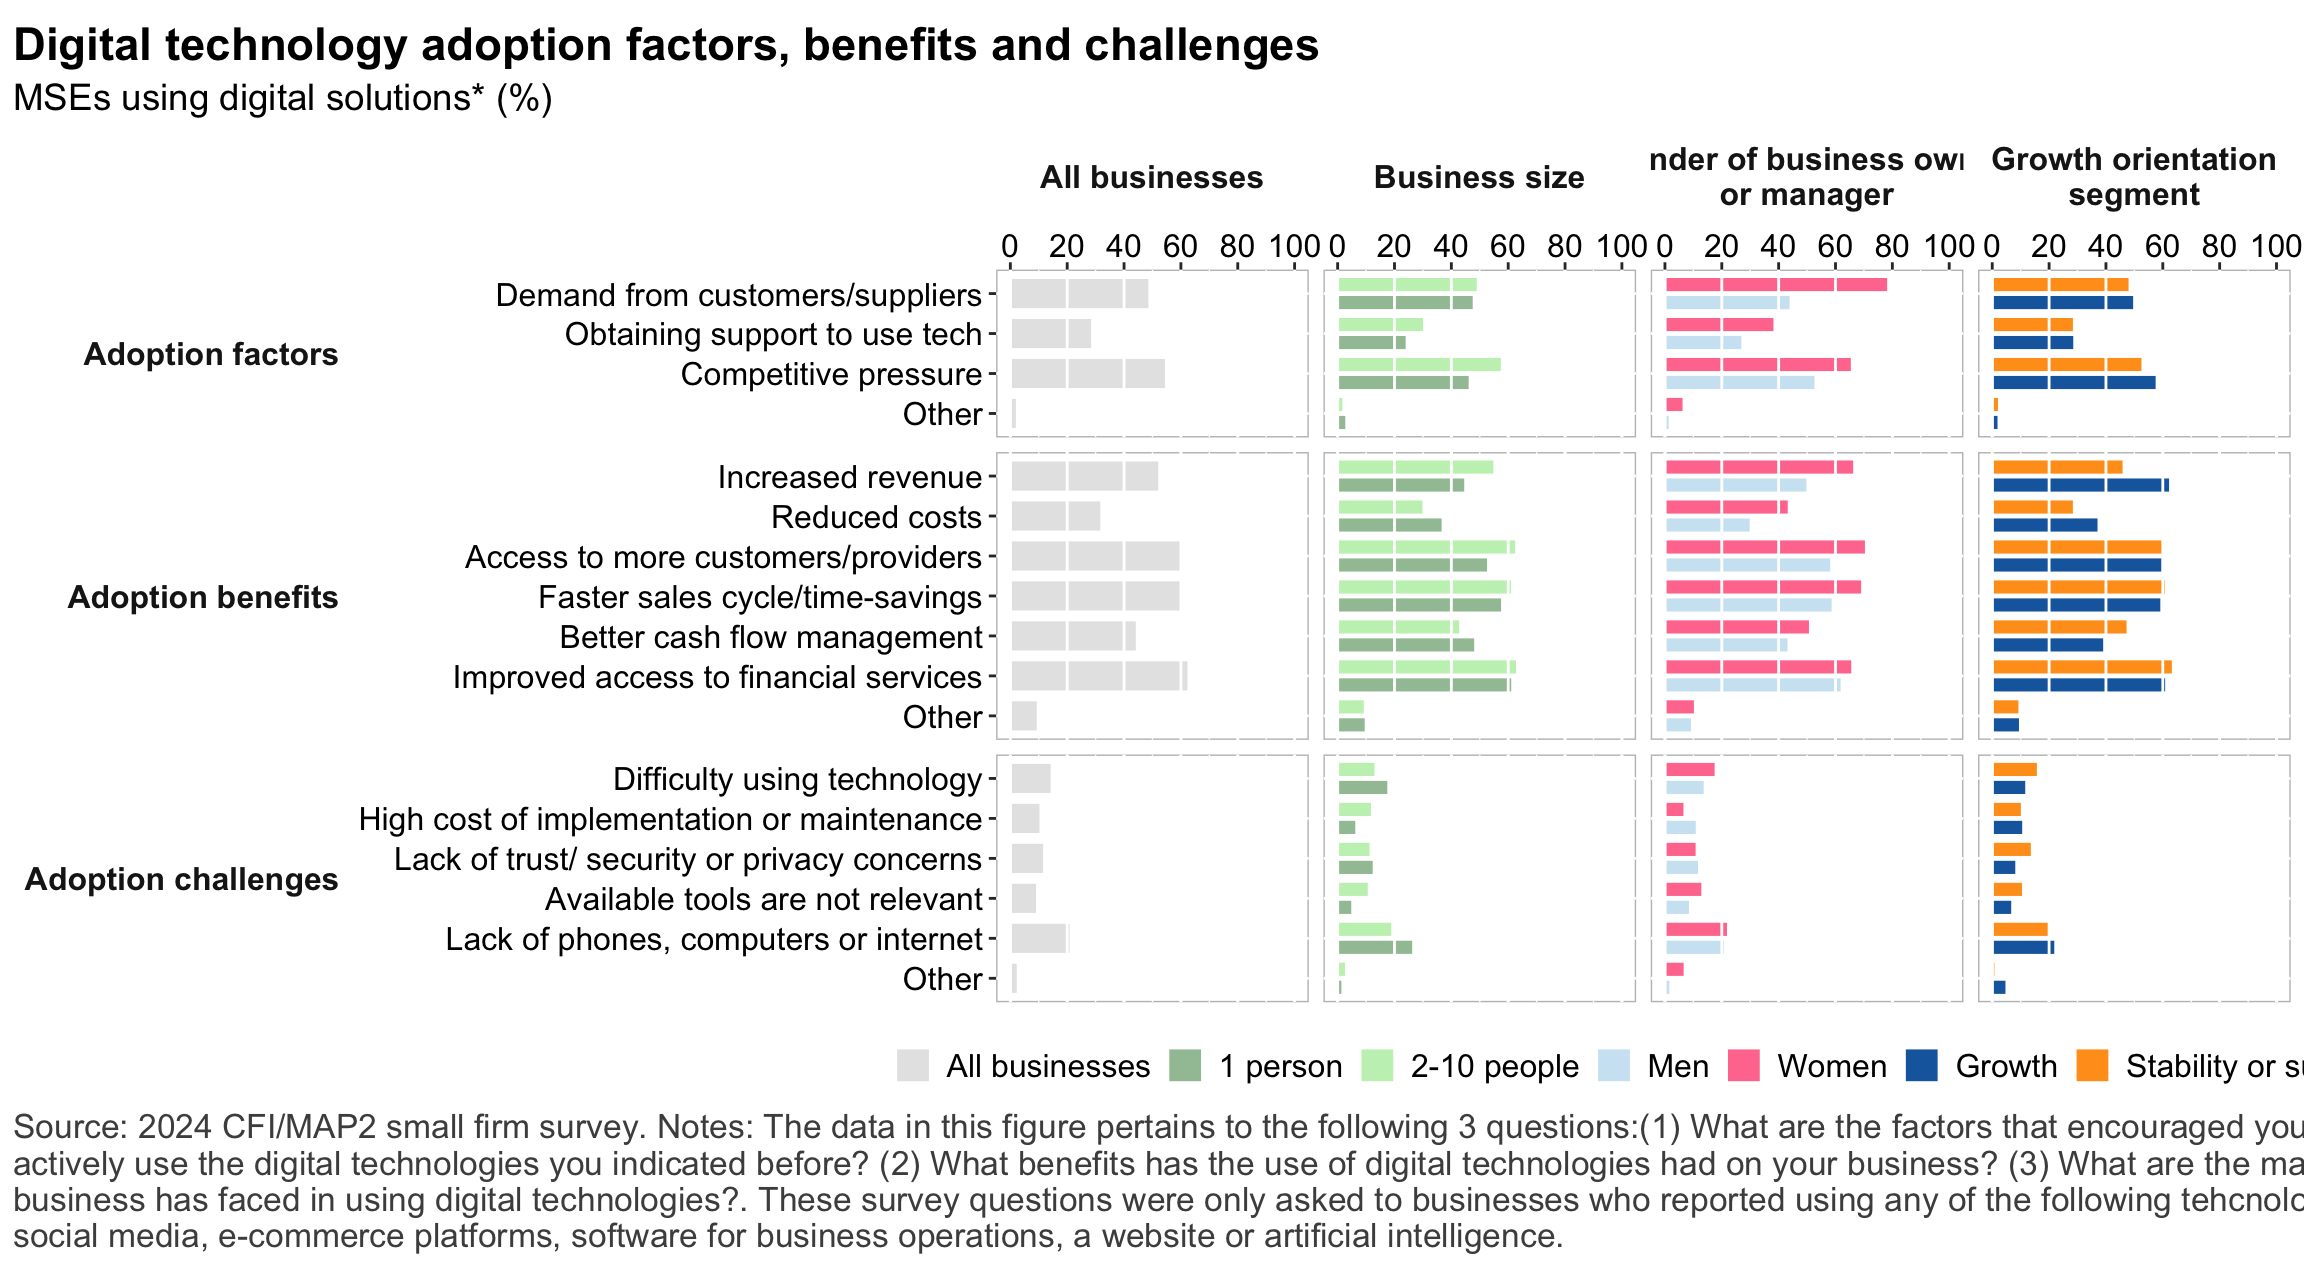 Digital technology adoption factors, benefits and challenges
MSEs using digital solutions* (%)
All businesses
Business size
nder of business own
or manager
Growth orientation
segment
0 20 40 60 80 100 0 20 40 60 80 100 0 20 40 60 80 100 0 20 40 60 80 100
Adoption factors
Demand from customers/suppliers
Obtaining support to use tech
Competitive pressure
Other
Adoption benefits
Increased revenue
Reduced costs
Access to more customers/providers
Faster sales cycle/time-savings
Better cash flow management
Improved access to financial services
Other
Adoption challenges
Difficulty using technology
High cost of implementation or maintenance
Lack of trust/ security or privacy concerns
Available tools are not relevant
Lack of phones, computers or internet
Other
All businesses 1 person 2-10 people Men Women Growth Stability or su
Source: 2024 CFI/MAP2 small firm survey. Notes: The data in this figure pertains to the following 3 questions:(1) What are the factors that encouraged you
actively use the digital technologies you indicated before? (2) What benefits has the use of digital technologies had on your business? (3) What are the ma
business has faced in using digital technologies?. These survey questions were only asked to businesses who reported using any of the following tehcnolo
social media, e-commerce platforms, software for business operations, a website or artificial intelligence.